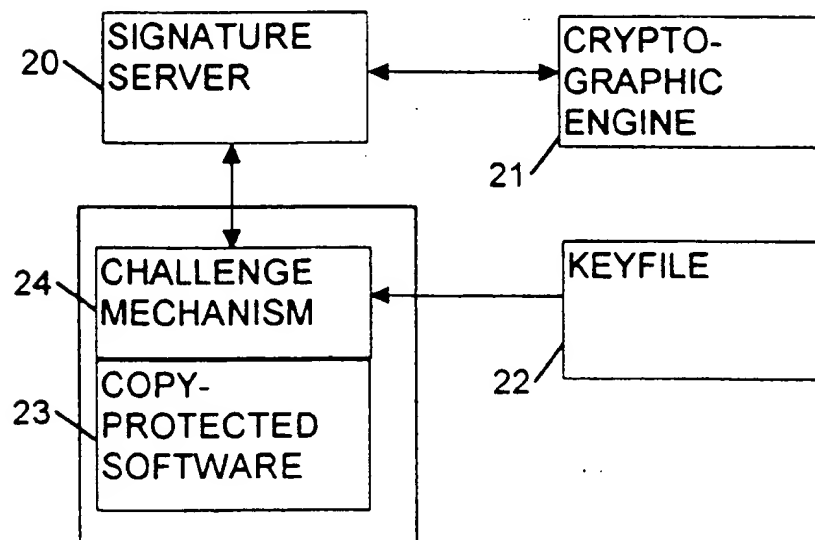 SIGNATURE
SERVER
20
CRYPTO-
GRAPHIC
ENGINE
21
CHALLENGE
MECHANISM
24
KEYFILE
22
COPY-
PROTECTED
SOFTWARE
23